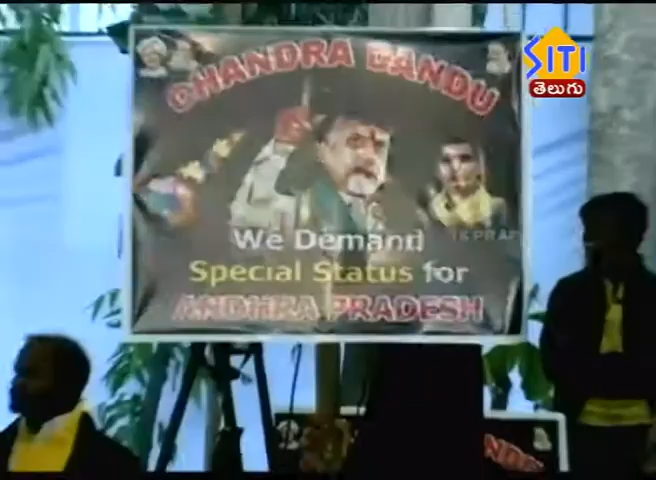 SITI
తెలుగు
CHANDRA DANDU
We Demand
Special Status for
ANDHRA PRADESH